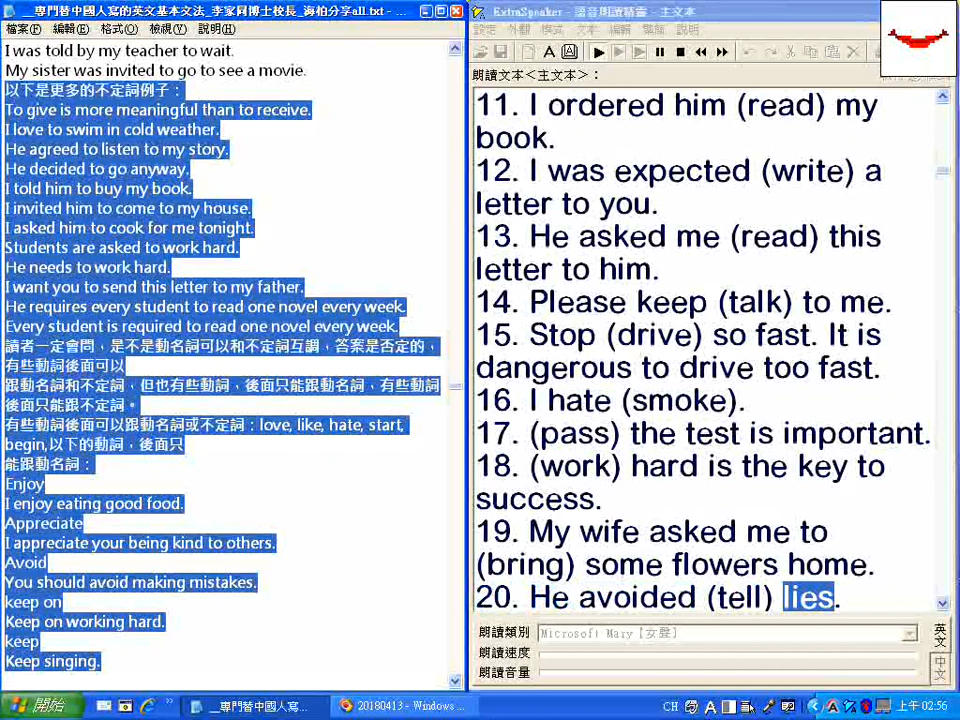 __專門替中國人寫的英文基本文法_李家同博士校長_海柏分享all.txt - ...
檔案(F) 編輯(E) 格式(O) 檢視(V) 說明(H)
I was told by my teacher to wait.
My sister was invited to go to see a movie.
以下是更多的不定詞例子：
To give is more meaningful than to receive.
I love to swim in cold weather.
He agreed to listen to my story.
He decided to go anyway.
I told him to buy my book.
I invited him to come to my house.
I asked him to cook for me tonight.
Students are asked to work hard.
He needs to work hard.
I want you to send this letter to my father.
He requires every student to read one novel every week.
Every student is required to read one novel every week.
讀者一定會問，是不是動名詞可以和不定詞互調，答案是否定的，
有些動詞後面可以
跟動名詞和不定詞，但也有些動詞，後面只能跟動名詞，有些動詞
後面只能跟不定詞。
有些動詞後面可以跟動名詞或不定詞：love, like, hate, start,
begin,以下的動詞，後面只
能跟動名詞：
Enjoy
I enjoy eating good food.
Appreciate
I appreciate your being kind to others.
Avoid
You should avoid making mistakes.
keep on
Keep on working hard.
keep
Keep singing.
ExtraSpeaker - 語音朗讀精靈 - 主文本
朗讀文本<主文本>：
11. I ordered him (read) my
book.
12. I was expected (write) a
letter to you.
13. He asked me (read) this
letter to him.
14. Please keep (talk) to me.
15. Stop (drive) so fast. It is
dangerous to drive too fast.
16. I hate (smoke).
17. (pass) the test is important.
18. (work) hard is the key to
success.
19. My wife asked me to
(bring) some flowers home.
20. He avoided (tell) lies.
朗讀類別 Microsoft Mary【女聲】
朗讀速度
朗讀音量
英文
中文
開始
__專門替中國人寫...
20180413 - Windows ...
CH
上午 02:56